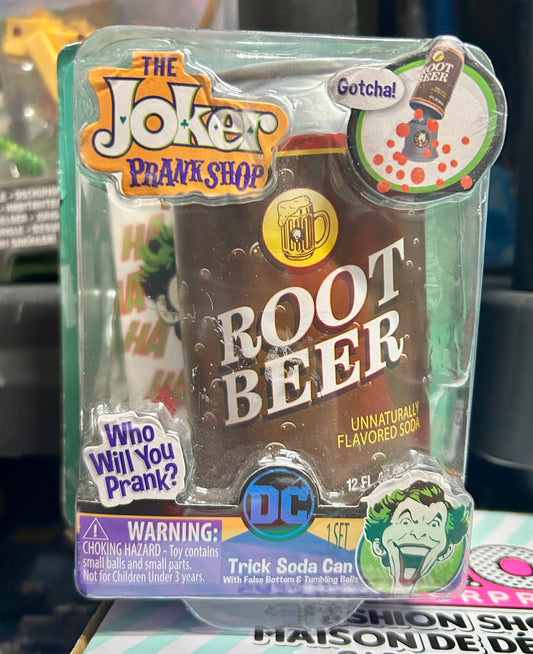 THE
Joker
PRANK SHOP
Gotcha!
ROOT
BEER
HA
HA
HA
HA
ROOT
BEER
UNNATURALLY
FLAVORED SODA
12 FL
Who
Will You
Prank?
DC
1 SET
WARNING:
CHOKING HAZARD - Toy contains
small balls and small parts.
Not for Children Under 3 years.
Trick Soda Can
With False Bottom & Tumbling Balls
FASHION
MAISON DE